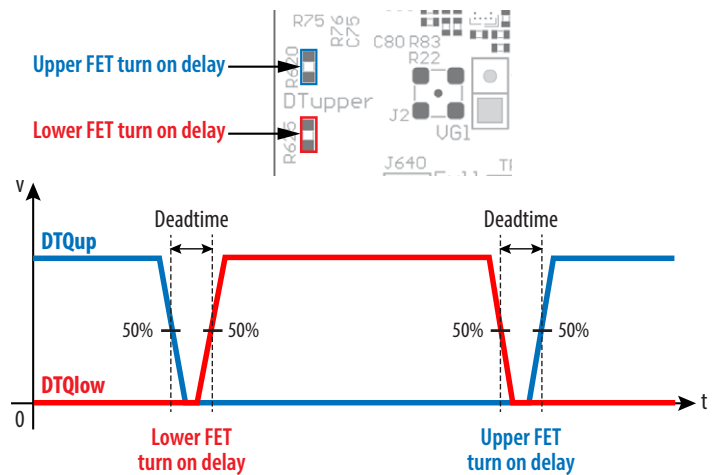 R75
R76
C75
C80 R83
R22
Upper FET turn on delay
R620
DTupper
Lower FET turn on delay
J2
VG1
J640
V
Deadtime
Deadtime
DTQup
50%
50%
50%
50%
DTQlow
0
t
Lower FET
turn on delay
Upper FET
turn on delay